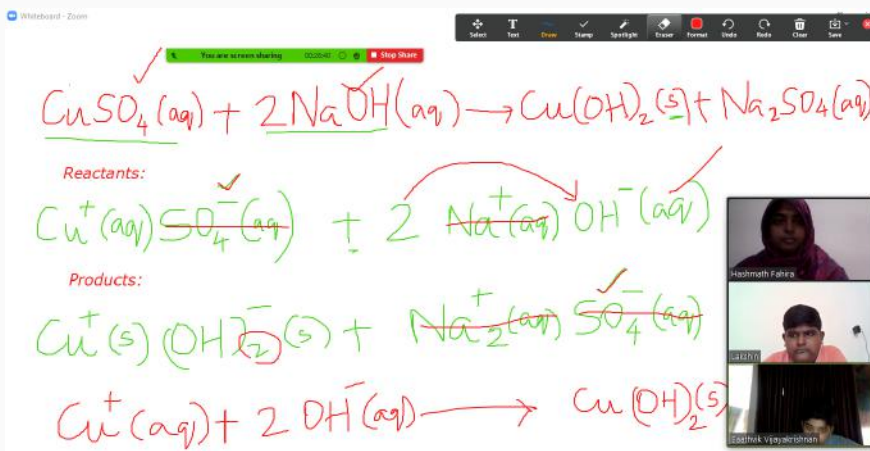 Whiteboard - Zoom
Select Text Draw Stamp Spotlight Eraser Format Undo Redo Clear Save
You are screen sharing Stop Share
CuSO₄(aq) + 2NaOH(aq) → Cu(OH)₂(s) + Na₂SO₄(aq)
Reactants:
Cu⁺(aq) SO₄⁻(aq) + 2 Na⁺(aq) OH⁻(aq)
Products:
Cu⁺(s) (OH)₂⁻(s) + Na₂⁺(aq) SO₄⁻(aq)
Cu⁺(aq) + 2 OH⁻(aq) → Cu(OH)₂(s)
Hashmath Fahira
Lakshin
Vijayakrishnan